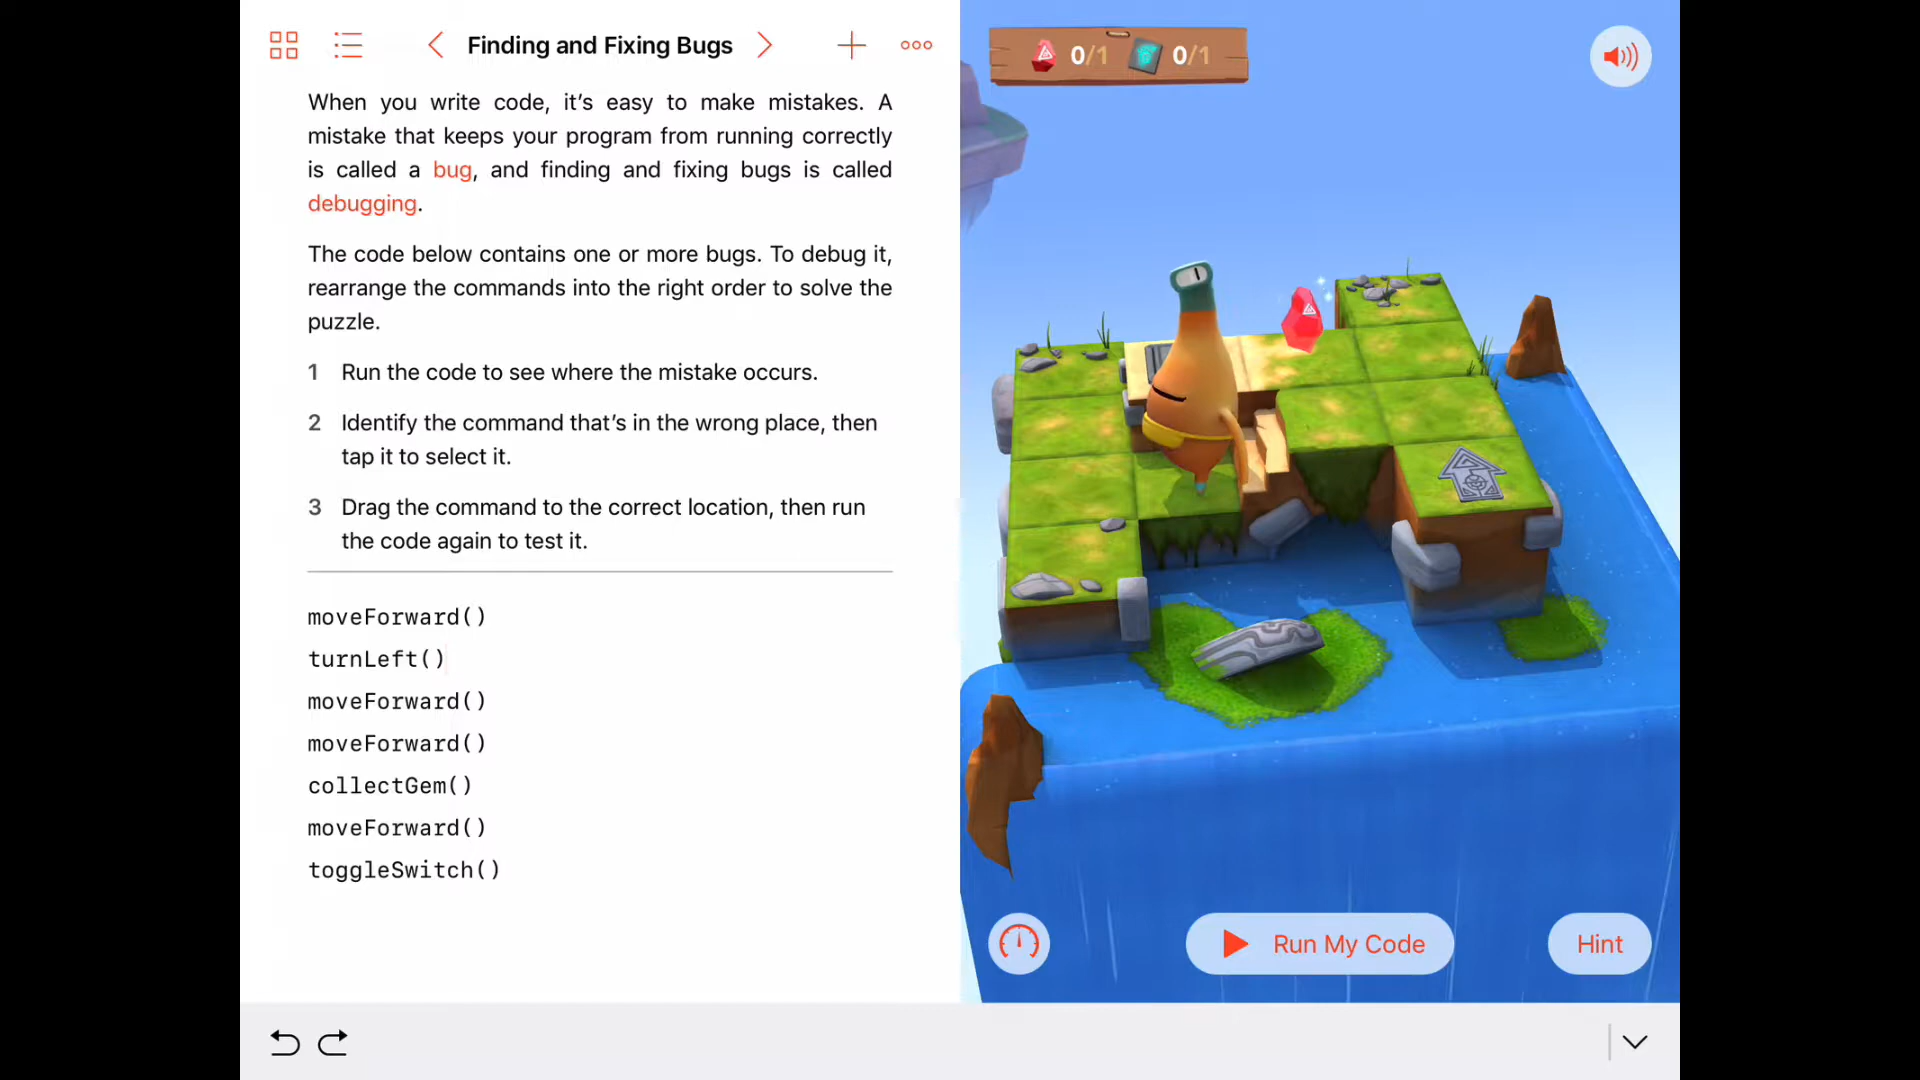 Finding and Fixing Bugs
When you write code, it’s easy to make mistakes. A
mistake that keeps your program from running correctly
is called a bug, and finding and fixing bugs is called
debugging.
The code below contains one or more bugs. To debug it,
rearrange the commands into the right order to solve the
puzzle.
1 Run the code to see where the mistake occurs.
2 Identify the command that’s in the wrong place, then
tap it to select it.
3 Drag the command to the correct location, then run
the code again to test it.
moveForward()
turnLeft()
moveForward()
moveForward()
collectGem()
moveForward()
toggleSwitch()
0/1 0/1
Run My Code
Hint